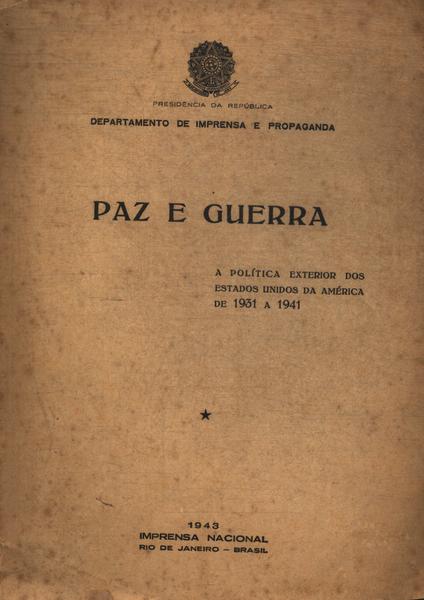 PRESIDÊNCIA DA REPÚBLICA
DEPARTAMENTO DE IMPRENSA E PROPAGANDA
PAZ E GUERRA
A POLÍTICA EXTERIOR DOS
ESTADOS UNIDOS DA AMÉRICA
DE 1931 A 1941
1943
IMPRENSA NACIONAL
RIO DE JANEIRO – BRASIL